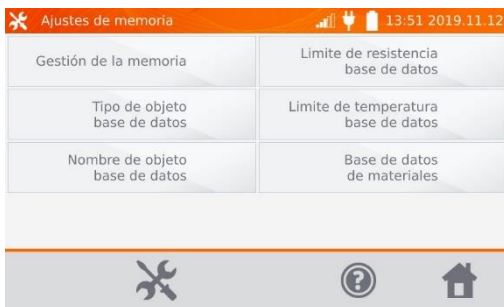 Ajustes de memoria
13:51 2019.11.12
Gestión de la memoria
Limite de resistencia
base de datos
Tipo de objeto
base de datos
Limite de temperatura
base de datos
Nombre de objeto
base de datos
Base de datos
de materiales
?